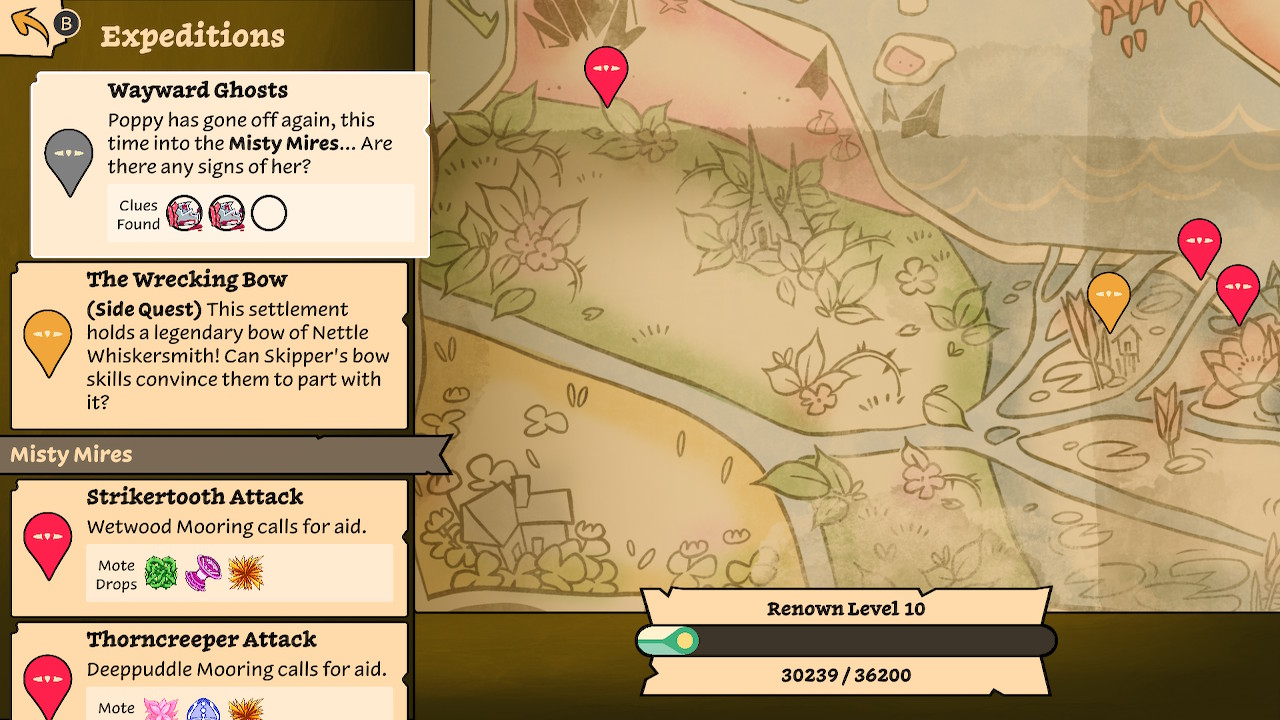 B
Expeditions
Wayward Ghosts
Poppy has gone off again, this
time into the Misty Mires... Are
there any signs of her?
Clues
Found
The Wrecking Bow
(Side Quest) This settlement
holds a legendary bow of Nettle
Whiskersmith! Can Skipper's bow
skills convince them to part with
it?
Misty Mires
Strikertooth Attack
Wetwood Mooring calls for aid.
Mote
Drops
Thorncreeper Attack
Deeppuddle Mooring calls for aid.
Mote
Renown Level 10
30239 / 36200